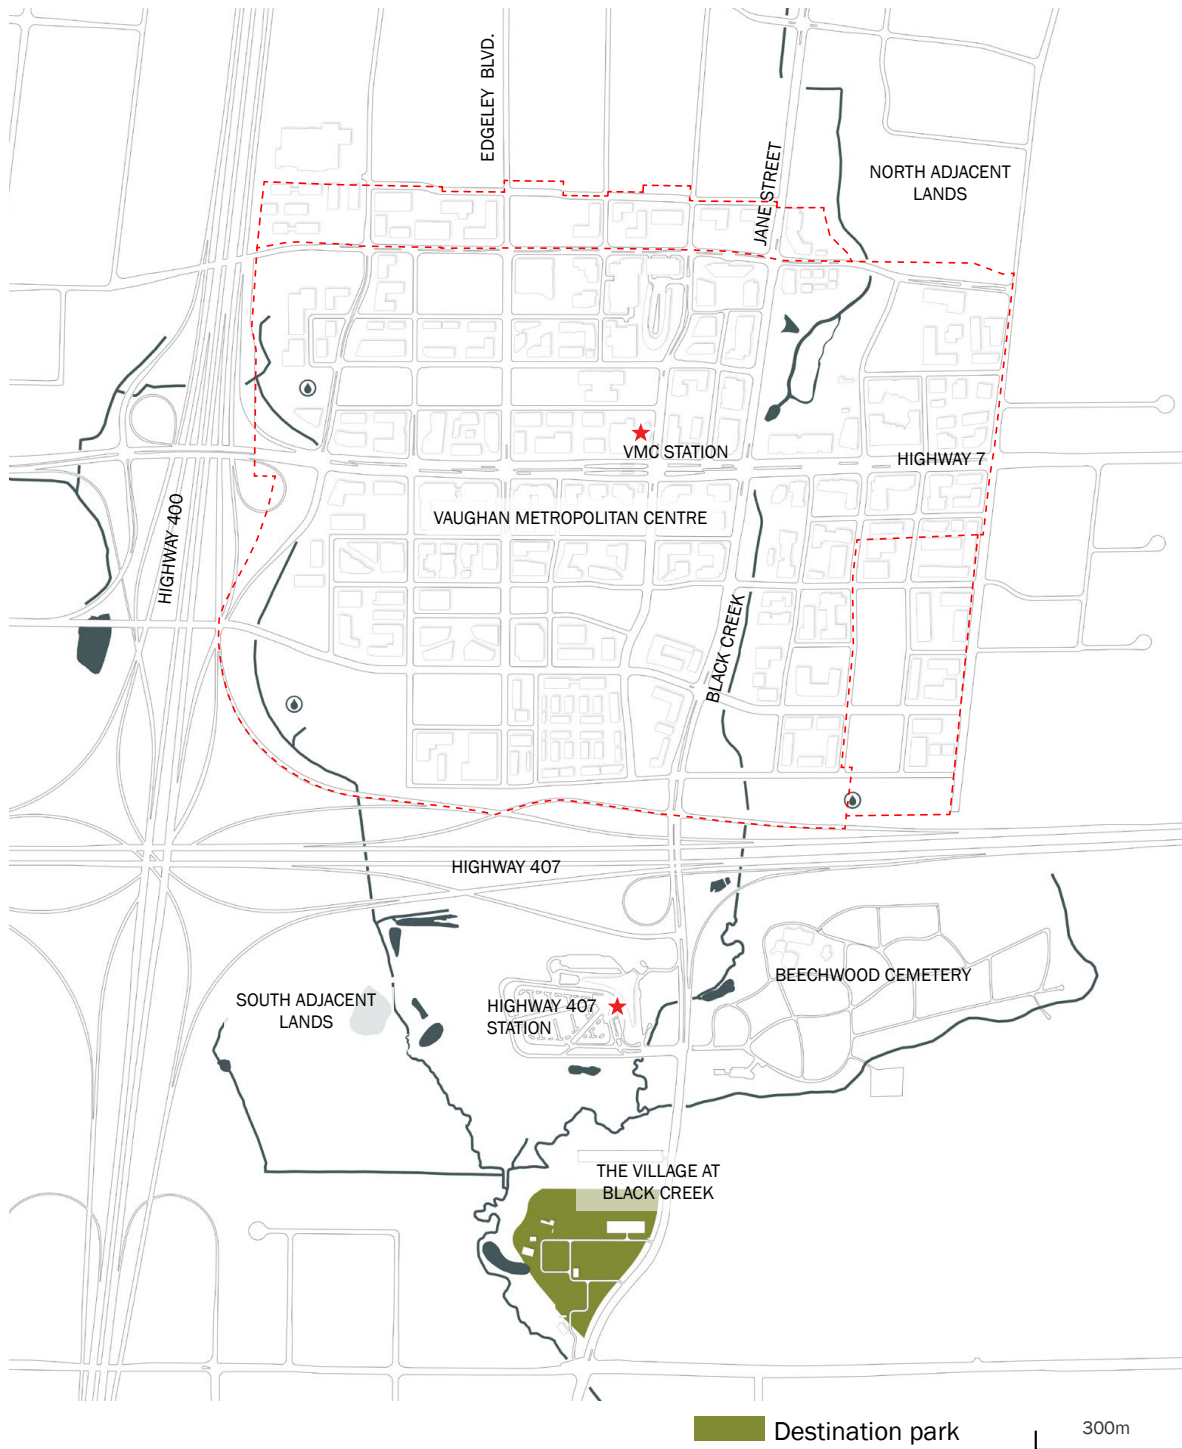 EDGELEY BLVD.
JANE STREET
NORTH ADJACENT
LANDS
VMC STATION
HIGHWAY 7
HIGHWAY 400
VAUGHAN METROPOLITAN CENTRE
BLACK CREEK
HIGHWAY 407
BEECHWOOD CEMETERY
SOUTH ADJACENT
LANDS
HIGHWAY 407
STATION
THE VILLAGE AT
BLACK CREEK
Destination park
300m